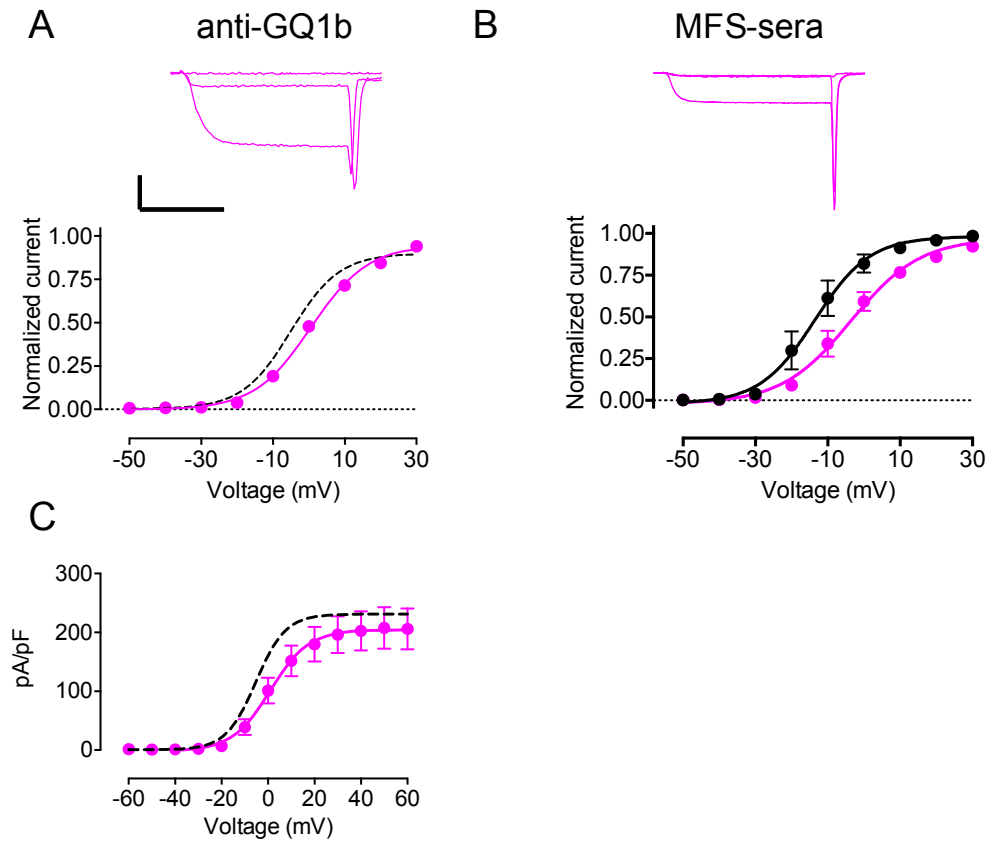 A
anti-GQ1b
B
MFS-sera
Normalized current
1.00
0.75
0.50
0.25
0.00
-50 -30 -10 10 30
Voltage (mV)
Normalized current
1.00
0.75
0.50
0.25
0.00
-50 -30 -10 10 30
Voltage (mV)
C
pA/pF
300
200
100
0
-60 -40 -20 0 20 40 60
Voltage (mV)